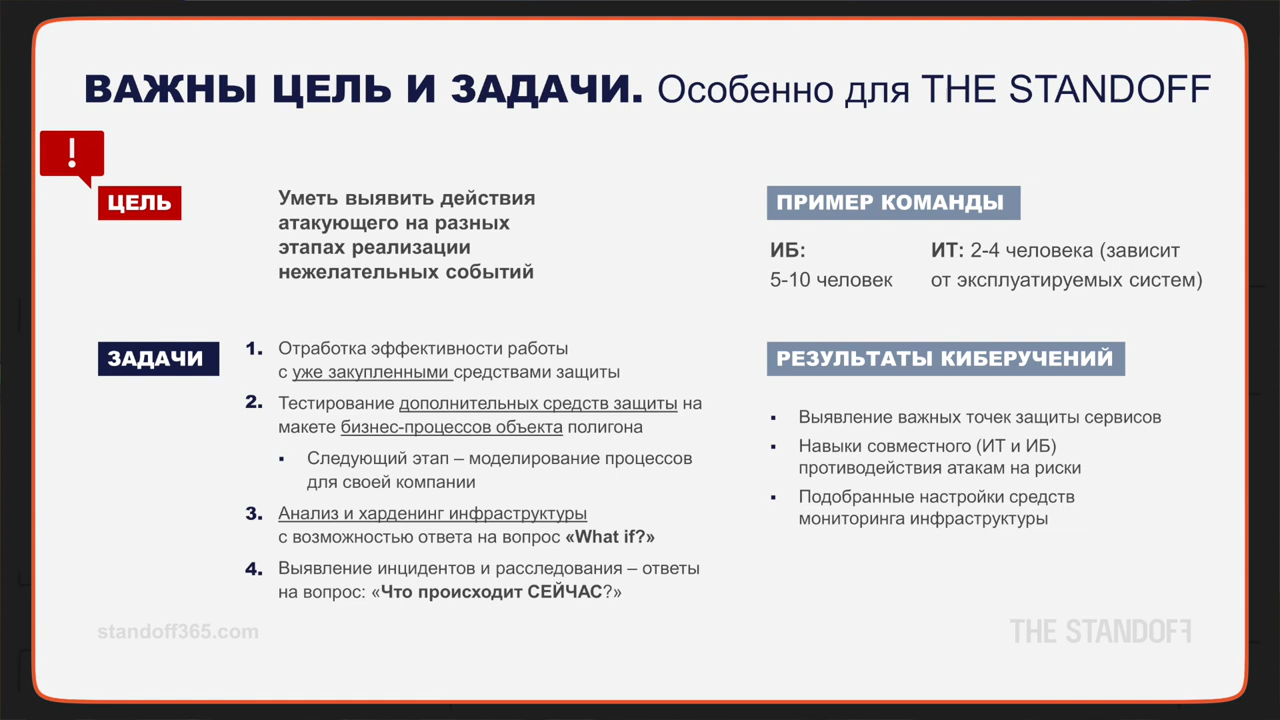 ВАЖНЫ ЦЕЛЬ И ЗАДАЧИ. Особенно для THE STANDOFF
!
ЦЕЛЬ
Уметь выявить действия
атакующего на разных
этапах реализации
нежелательных событий
ЗАДАЧИ
1. Отработка эффективности работы
с уже закупленными средствами защиты
2. Тестирование дополнительных средств защиты на
макете бизнес-процессов объекта полигона
▪ Следующий этап – моделирование процессов
для своей компании
3. Анализ и харденинг инфраструктуры
с возможностью ответа на вопрос «What if?»
4. Выявление инцидентов и расследования – ответы
на вопрос: «Что происходит СЕЙЧАС?»
ПРИМЕР КОМАНДЫ
ИБ:
5-10 человек
ИТ: 2-4 человека (зависит
от эксплуатируемых систем)
РЕЗУЛЬТАТЫ КИБЕРУЧЕНИЙ
▪ Выявление важных точек защиты сервисов
▪ Навыки совместного (ИТ и ИБ)
противодействия атакам на риски
▪ Подобранные настройки средств
мониторинга инфраструктуры
standoff365.com
THE STANDOFF